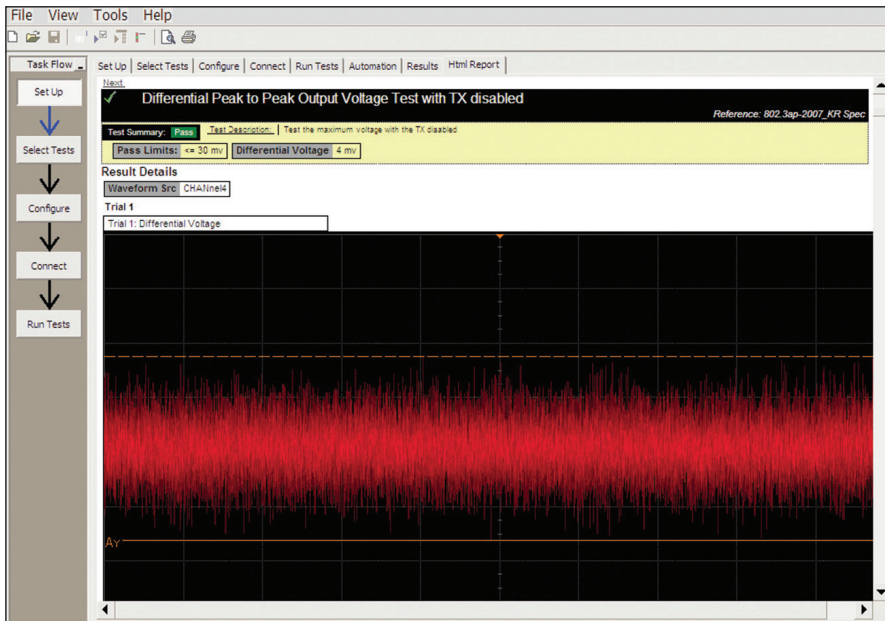 File View Tools Help
Task Flow
Set Up
Select Tests
Configure
Connect
Run Tests
Set Up Select Tests Configure Connect Run Tests Automation Results Html Report
Next
Differential Peak to Peak Output Voltage Test with TX disabled
Reference: 802.3ap-2007_KR Spec
Test Summary: Pass Test Description: Test the maximum voltage with the TX disabled
Pass Limits: <= 30 mv Differential Voltage 4 mv
Result Details
Waveform Src CHANnel4
Trial 1
Trial 1: Differential Voltage
Ay